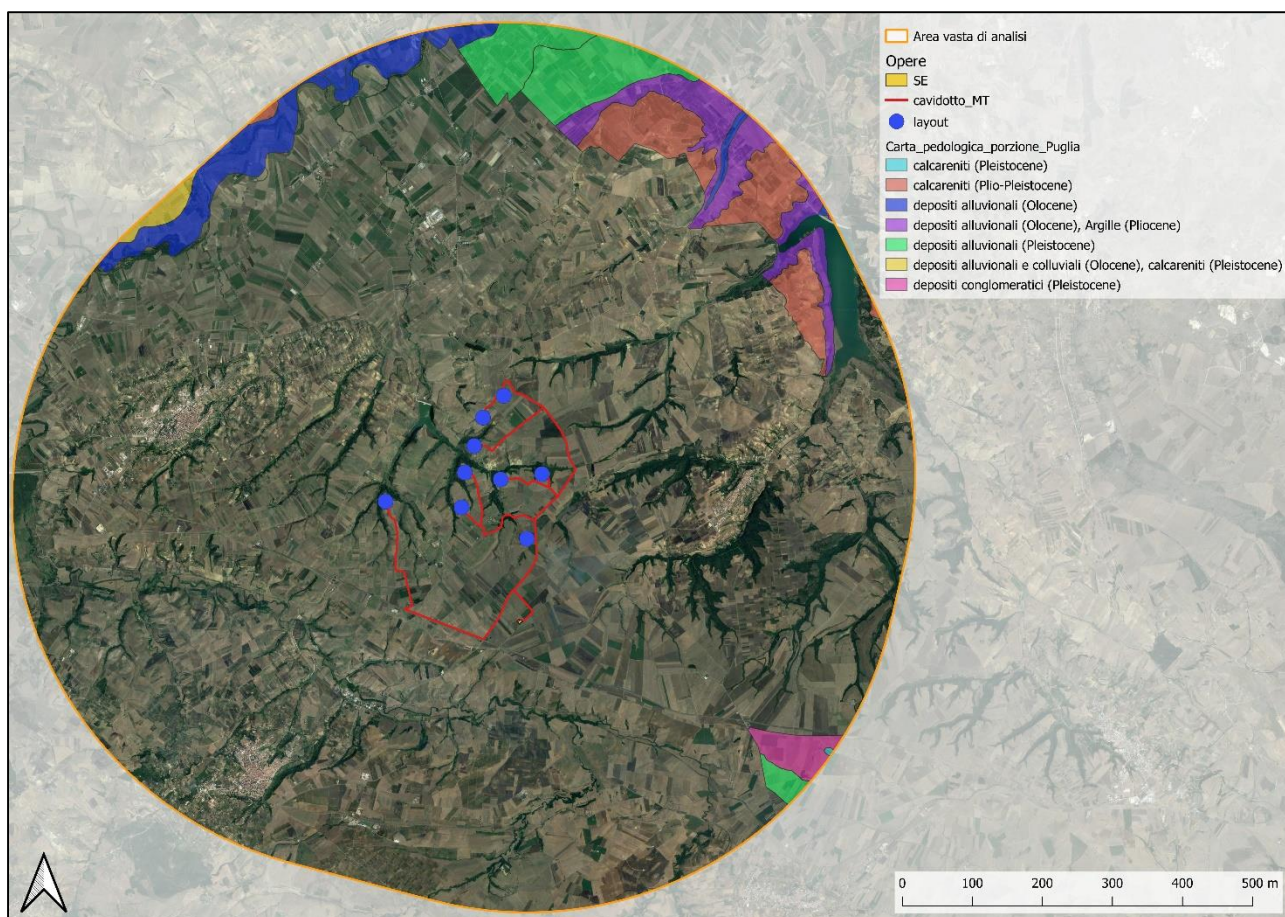 Area vasta di analisi
Opere
SE
cavidotto_MT
layout
Carta_pedologica_porzione_Puglia
calcareniti (Pleistocene)
calcareniti (Plio-Pleistocene)
depositi alluvionali (Olocene)
depositi alluvionali (Olocene), Argille (Pliocene)
depositi alluvionali (Pleistocene)
depositi alluvionali e colluviali (Olocene), calcareniti (Pleistocene)
depositi conglomeratici (Pleistocene)
0 100 200 300 400 500 m